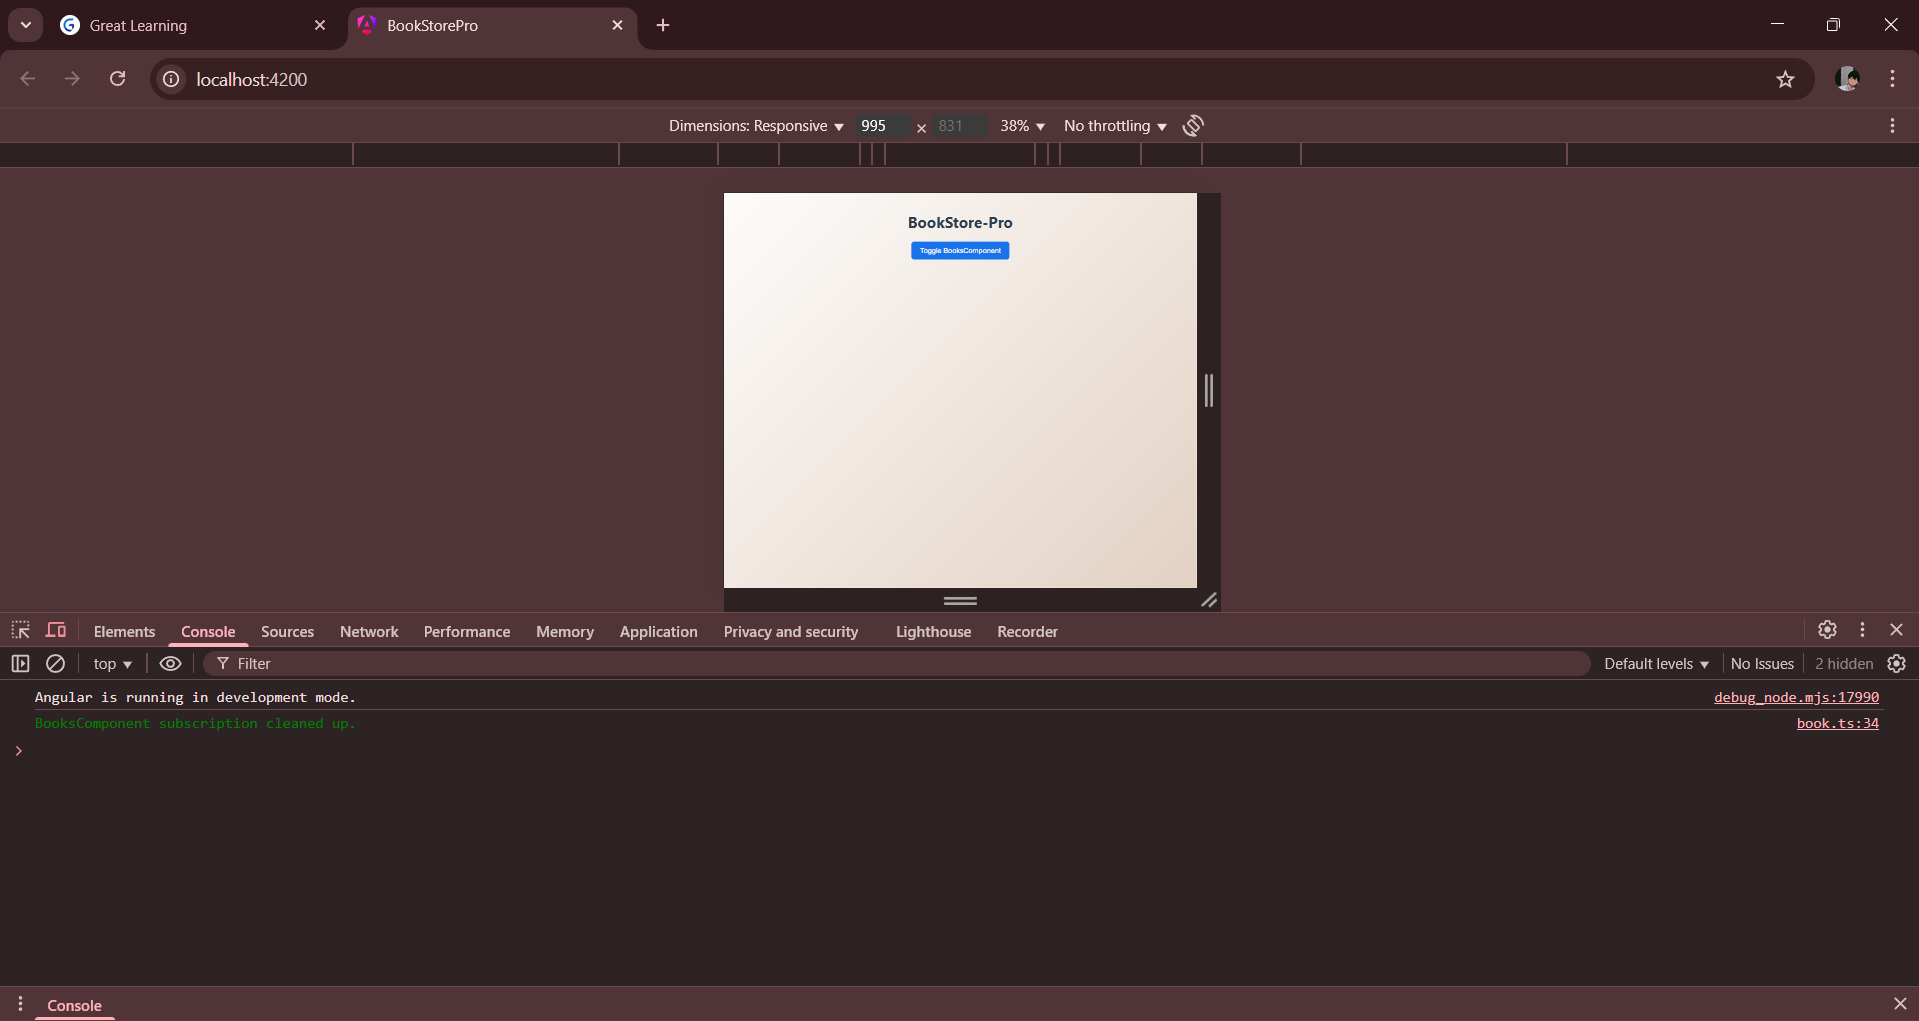 Great Learning
BookStorePro
localhost:4200
Dimensions: Responsive 995 × 831 38% No throttling
BookStore-Pro
Toggle BooksComponent
Elements Console Sources Network Performance Memory Application Privacy and security Lighthouse Recorder
top Filter Default levels No Issues 2 hidden
Angular is running in development mode. debug_node.mjs:17990
BooksComponent subscription cleaned up. book.ts:34
Console